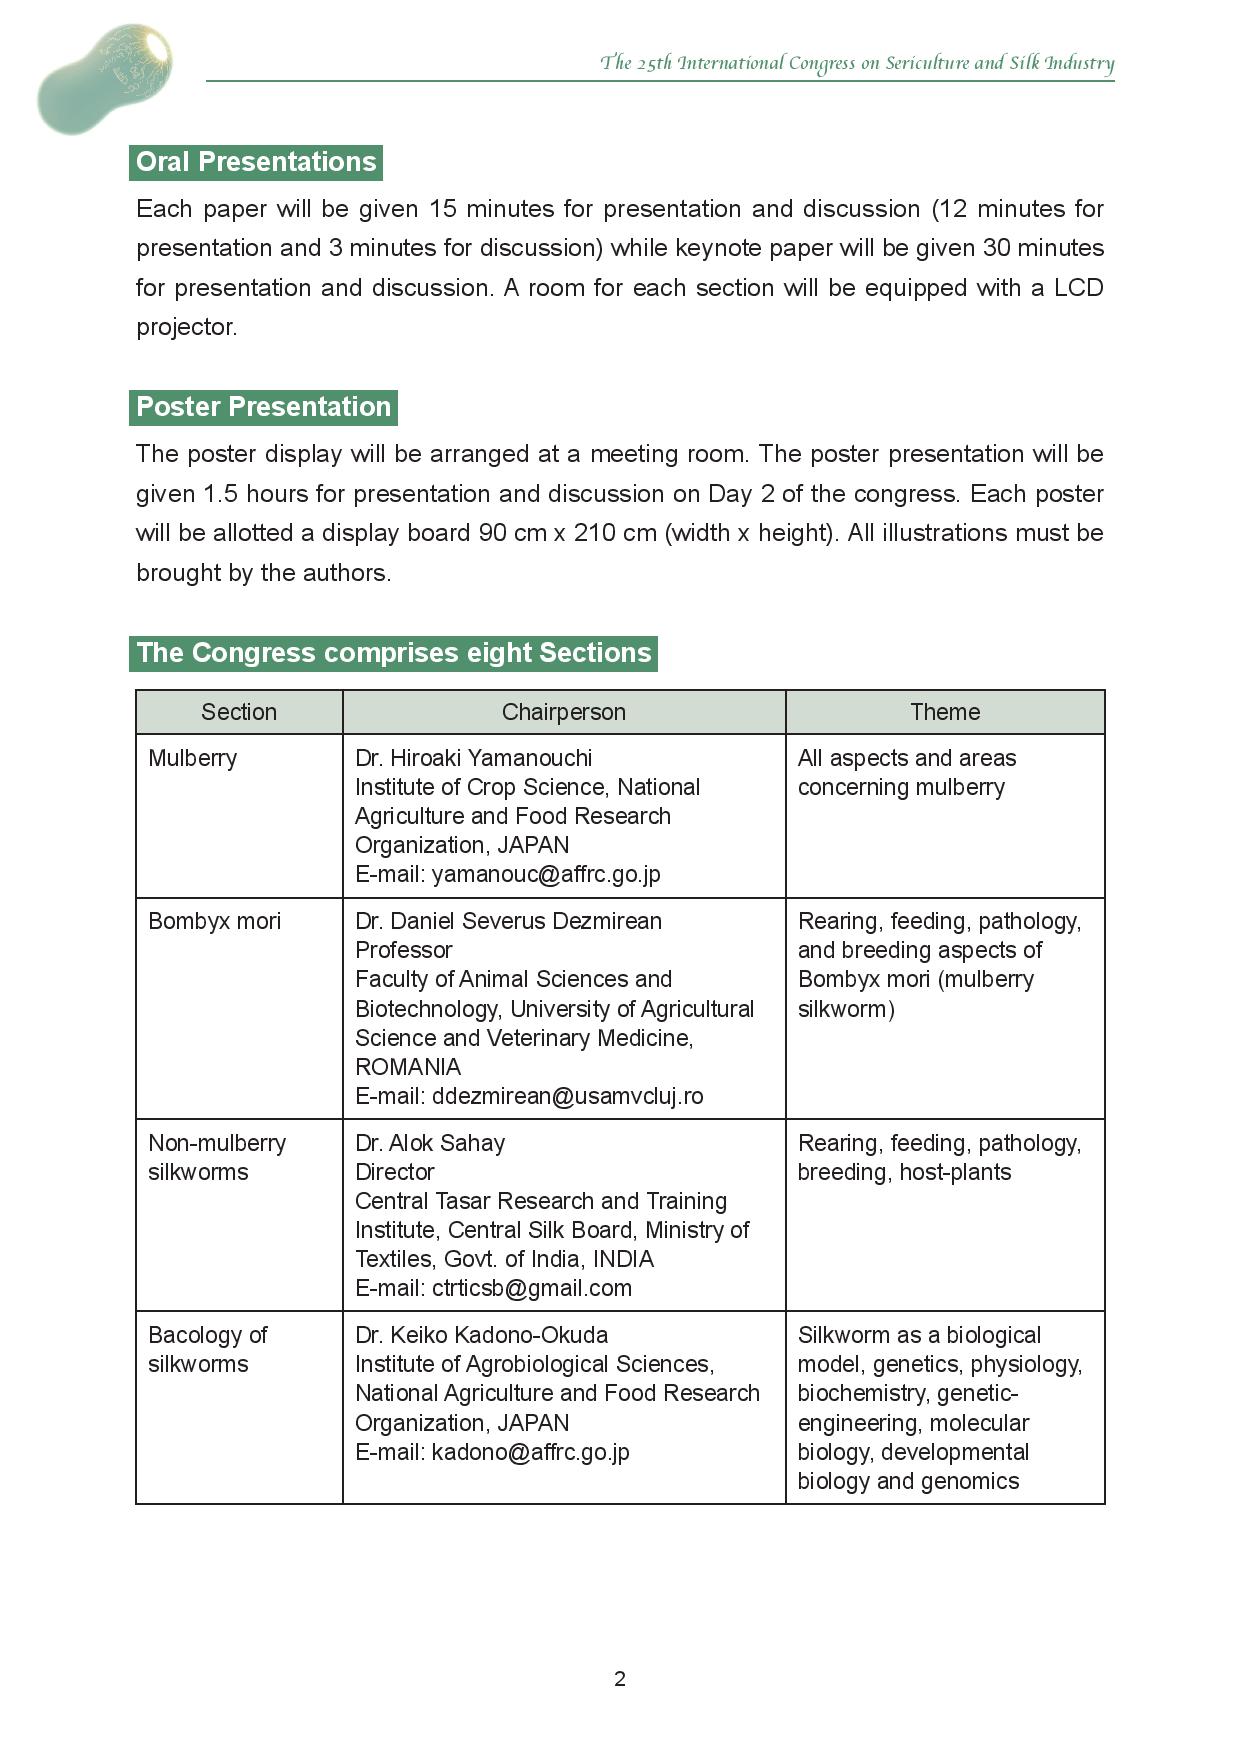 The 25th International Congress on Sericulture and Silk Industry
Oral Presentations
Each paper will be given 15 minutes for presentation and discussion (12 minutes for
presentation and 3 minutes for discussion) while keynote paper will be given 30 minutes
for presentation and discussion. A room for each section will be equipped with a LCD
projector.
Poster Presentation
The poster display will be arranged at a meeting room. The poster presentation will be
given 1.5 hours for presentation and discussion on Day 2 of the congress. Each poster
will be allotted a display board 90 cm x 210 cm (width x height). All illustrations must be
brought by the authors.
The Congress comprises eight Sections
Section Chairperson Theme
Mulberry
Dr. Hiroaki Yamanouchi
Institute of Crop Science, National
Agriculture and Food Research
Organization, JAPAN
E-mail: yamanouc@affrc.go.jp
All aspects and areas
concerning mulberry
Bombyx mori
Dr. Daniel Severus Dezmirean
Professor
Faculty of Animal Sciences and
Biotechnology, University of Agricultural
Science and Veterinary Medicine,
ROMANIA
E-mail: ddezmirean@usamvcluj.ro
Rearing, feeding, pathology,
and breeding aspects of
Bombyx mori (mulberry
silkworm)
Non-mulberry
silkworms
Dr. Alok Sahay
Director
Central Tasar Research and Training
Institute, Central Silk Board, Ministry of
Textiles, Govt. of India, INDIA
E-mail: ctrticsb@gmail.com
Rearing, feeding, pathology,
breeding, host-plants
Bacology of
silkworms
Dr. Keiko Kadono-Okuda
Institute of Agrobiological Sciences,
National Agriculture and Food Research
Organization, JAPAN
E-mail: kadono@affrc.go.jp
Silkworm as a biological
model, genetics, physiology,
biochemistry, genetic-
engineering, molecular
biology, developmental
biology and genomics
2